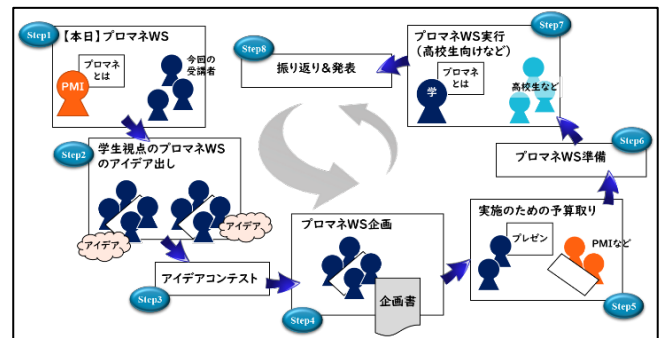 Step1
【本日】プロマネWS
プロマネ
とは
PMI
今回の
受講者
Step2
学生視点のプロマネWS
のアイデア出し
アイデア
アイデア
Step3
アイデアコンテスト
Step4
プロマネWS企画
企画書
Step5
実施のための予算取り
プレゼン
PMIなど
Step6
プロマネWS準備
Step7
プロマネWS実行
(高校生向けなど)
プロマネ
とは
学
高校生など
Step8
振り返り&発表